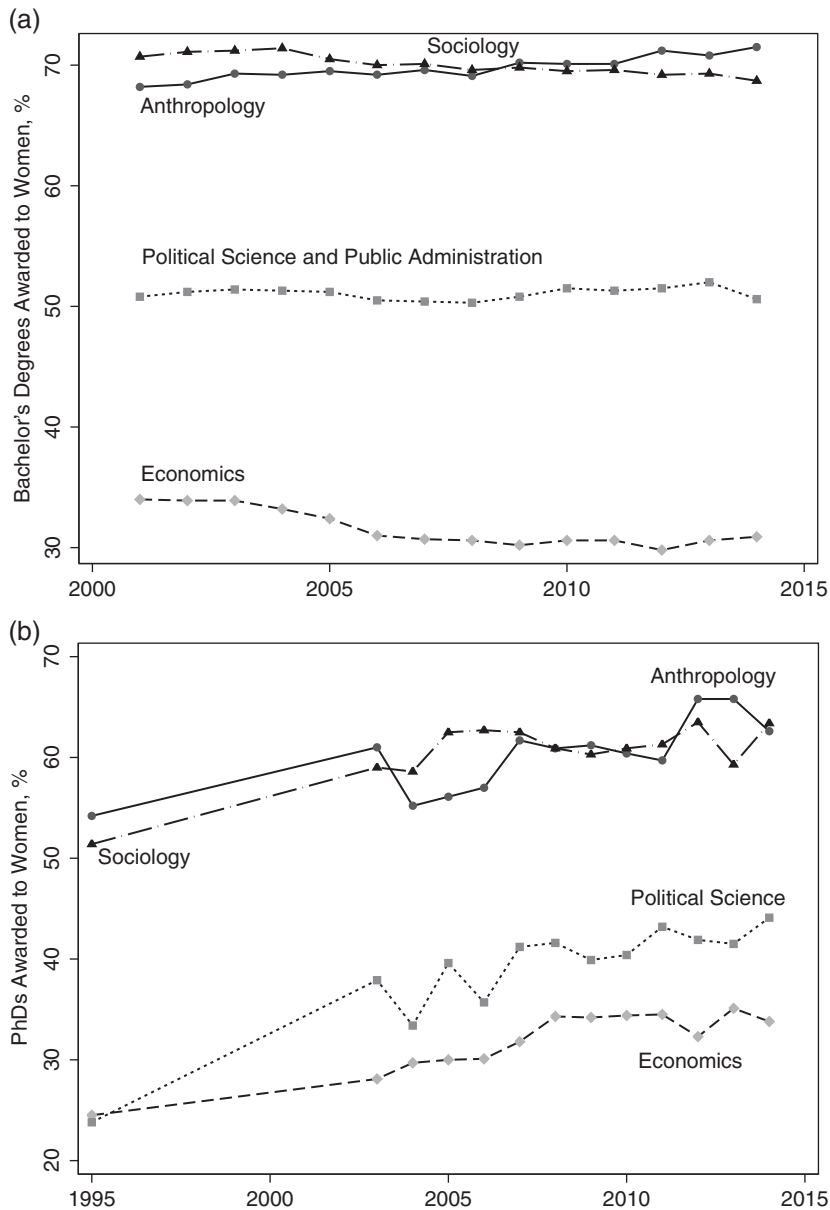 (a)
Bachelor's Degrees Awarded to Women, %
70
60
50
40
30
Sociology
Anthropology
Political Science and Public Administration
Economics
2000 2005 2010 2015
(b)
PhDs Awarded to Women, %
70
60
50
40
30
20
Anthropology
Sociology
Political Science
Economics
1995 2000 2005 2010 2015